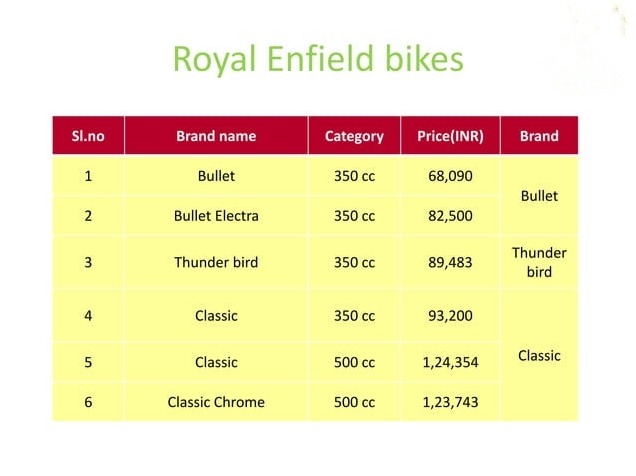 Royal Enfield bikes
Sl.no Brand name Category Price(INR) Brand
1 Bullet 350 cc 68,090 Bullet
2 Bullet Electra 350 cc 82,500
3 Thunder bird 350 cc 89,483 Thunder bird
4 Classic 350 cc 93,200 Classic
5 Classic 500 cc 1,24,354
6 Classic Chrome 500 cc 1,23,743